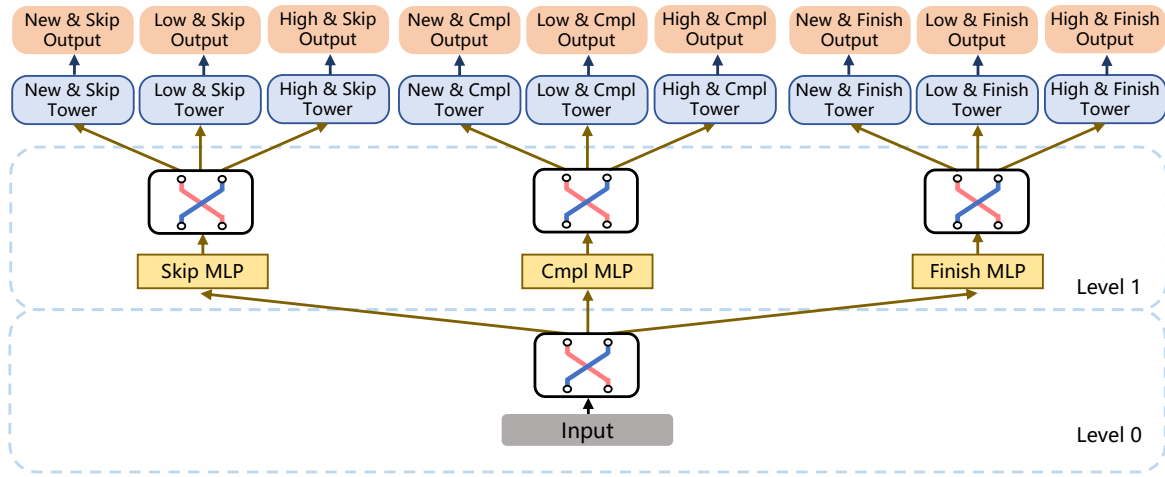 New & Skip
Output
Low & Skip
Output
High & Skip
Output
New & Cmpl
Output
Low & Cmpl
Output
High & Cmpl
Output
New & Finish
Output
Low & Finish
Output
High & Finish
Output
New & Skip
Tower
Low & Skip
Tower
High & Skip
Tower
New & Cmpl
Tower
Low & Cmpl
Tower
High & Cmpl
Tower
New & Finish
Tower
Low & Finish
Tower
High & Finish
Tower
Skip MLP
Cmpl MLP
Finish MLP
Level 1
Input
Level 0